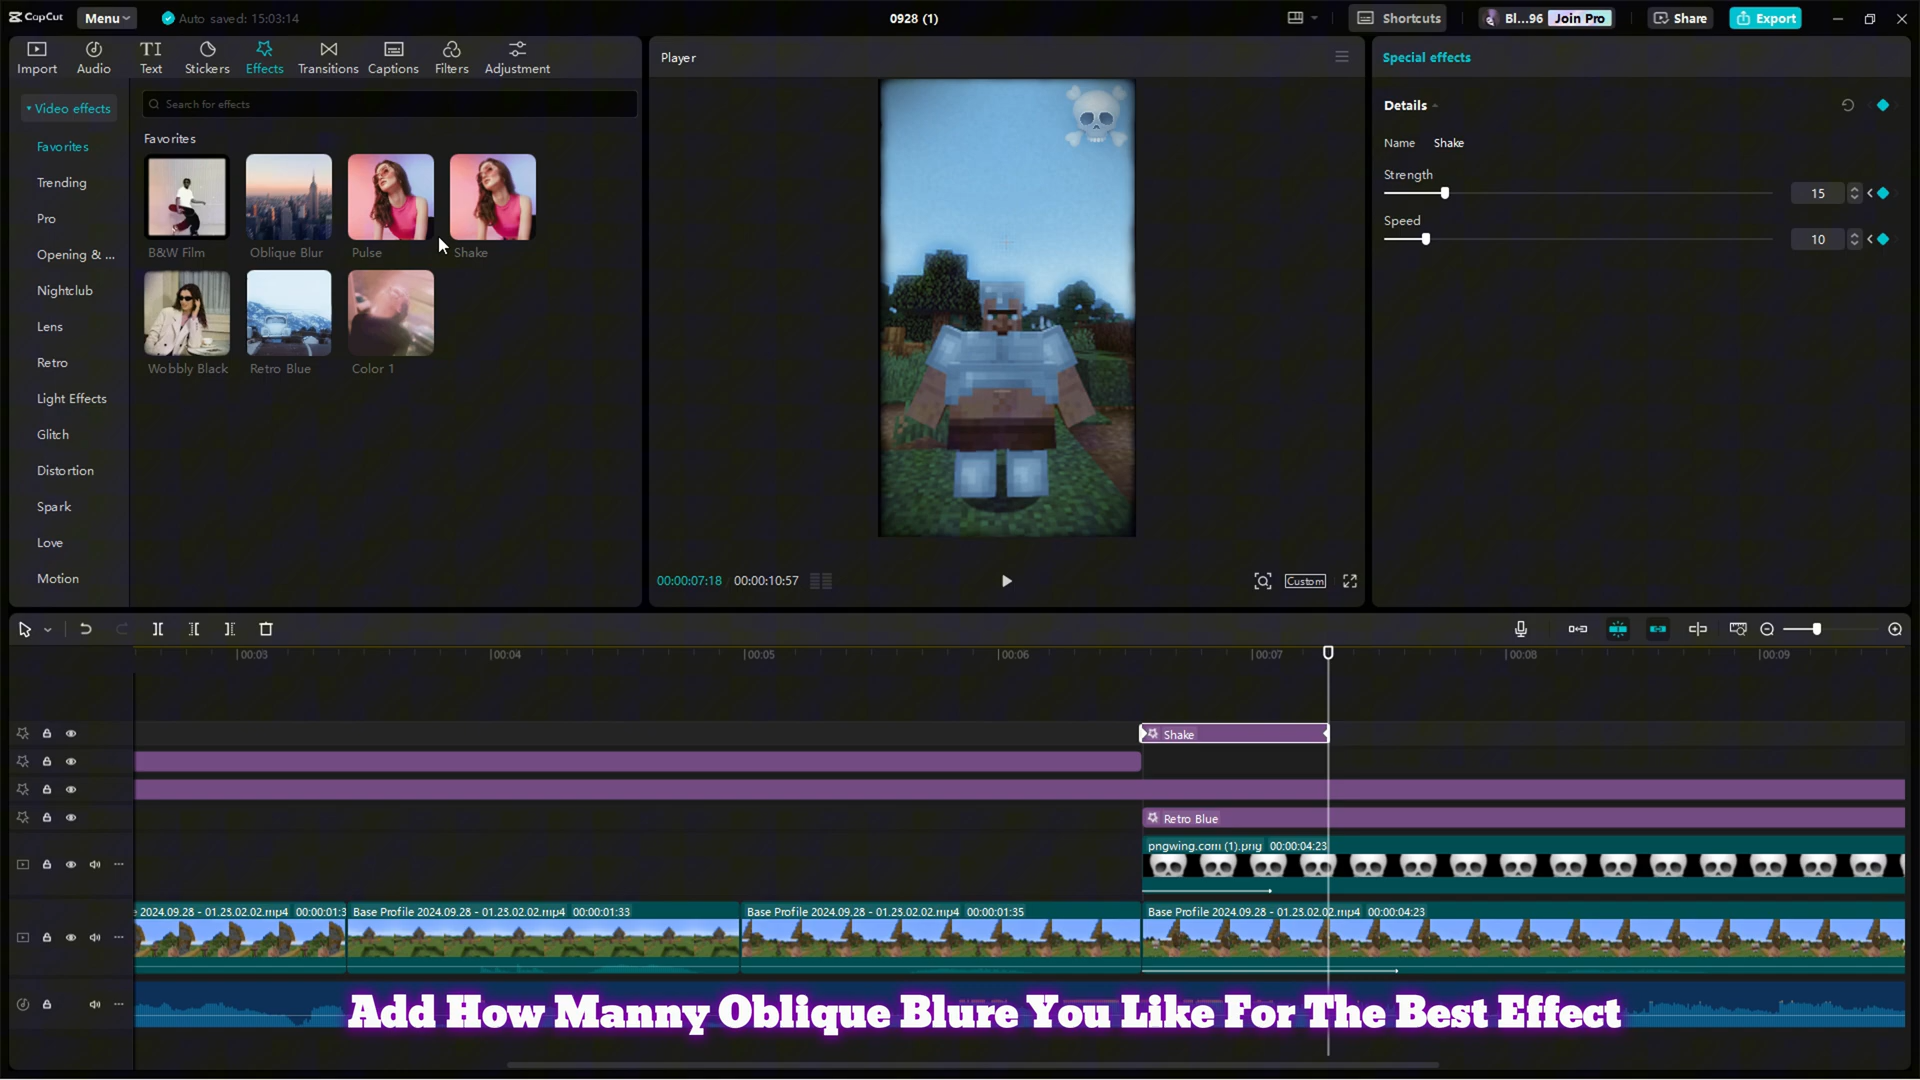 CapCut
Menu
Auto saved: 15:03:14
0928 (1)
Shortcuts
Bl...96
Join Pro
Share
Export
Import
Audio
TI
Text
Stickers
Effects
Transitions
Captions
Filters
Adjustment
Video effects
Favorites
Trending
Pro
Opening & ...
Nightclub
Lens
Retro
Light Effects
Glitch
Distortion
Spark
Love
Motion
Search for effects
Favorites
B&W Film
Oblique Blur
Pulse
Shake
Wobbly Black
Retro Blue
Color 1
Player
00:00:07:18
00:00:10:57
Custom
Special effects
Details
Name Shake
Strength
15
Speed
10
00:03
00:04
00:05
00:06
00:07
00:08
00:09
Shake
Retro Blue
pngwing.com (1).png 00:00:04:23
e 2024.09.28 - 01.23.02.02.mp4 00:00:01:3
Base Profile 2024.09.28 - 01.23.02.02.mp4 00:00:01:33
Base Profile 2024.09.28 - 01.23.02.02.mp4 00:00:01:35
Base Profile 2024.09.28 - 01.23.02.02.mp4 00:00:04:23
Add How Manny Oblique Blure You Like For The Best Effect